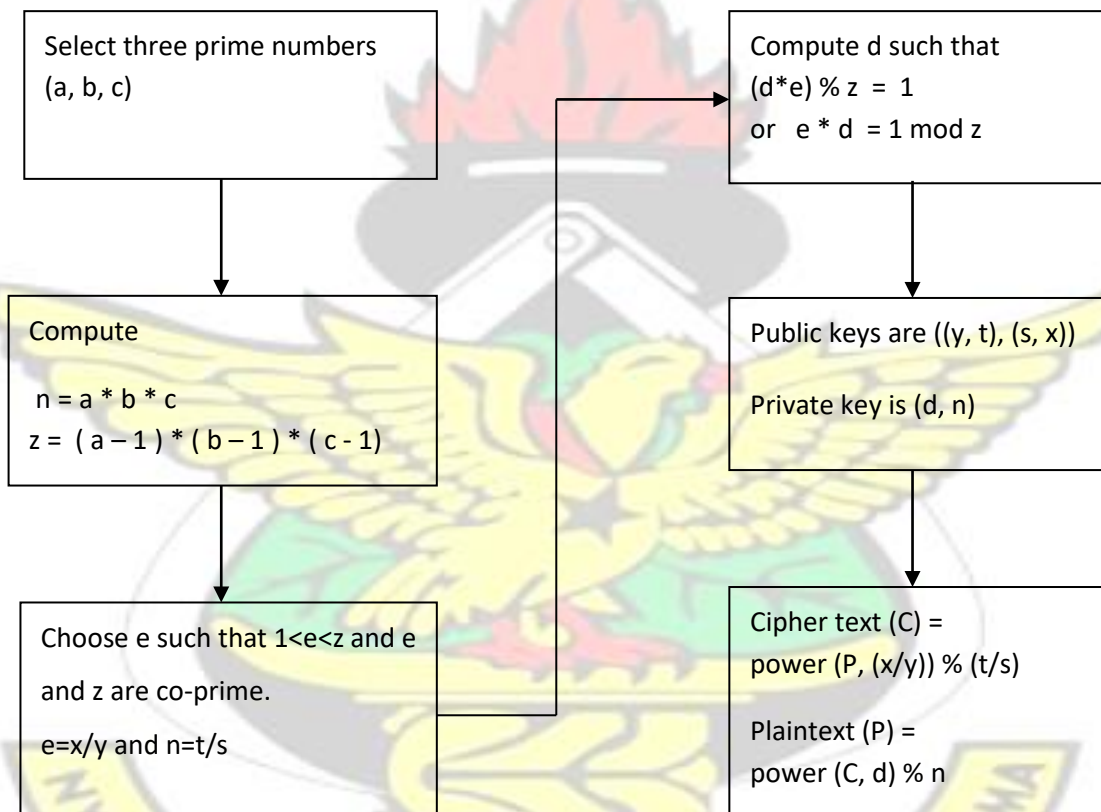 Select three prime numbers
(a, b, c)
Compute
n = a * b * c
z = ( a – 1 ) * ( b – 1 ) * ( c - 1)
Choose e such that 1<e<z and e
and z are co-prime.
e=x/y and n=t/s
Compute d such that
(d*e) % z = 1
or e * d = 1 mod z
Public keys are ((y, t), (s, x))
Private key is (d, n)
Cipher text (C) =
power (P, (x/y)) % (t/s)
Plaintext (P) =
power (C, d) % n